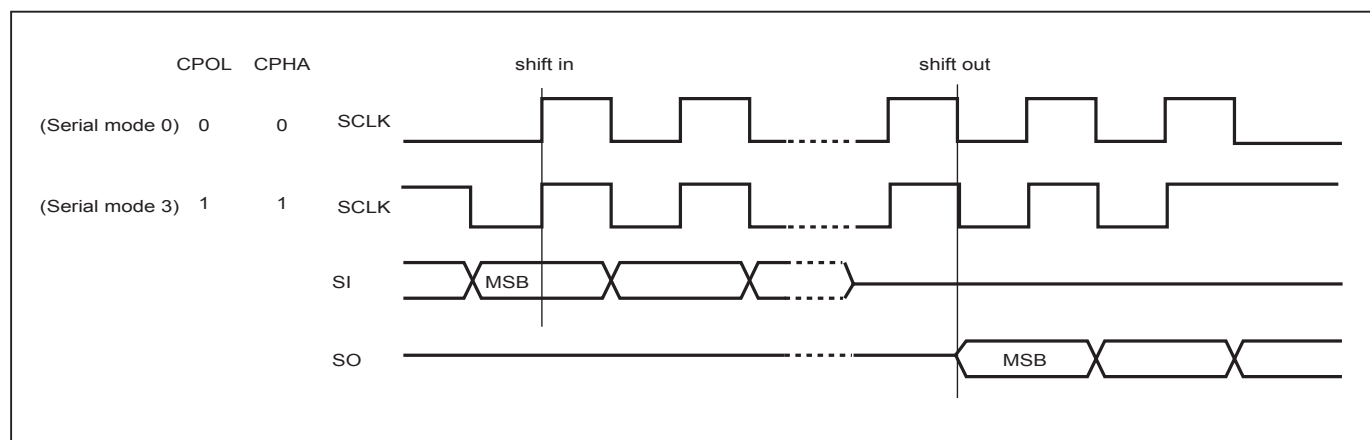 CPOL CPHA shift in shift out
(Serial mode 0) 0 0 SCLK
(Serial mode 3) 1 1 SCLK
SI MSB
SO MSB